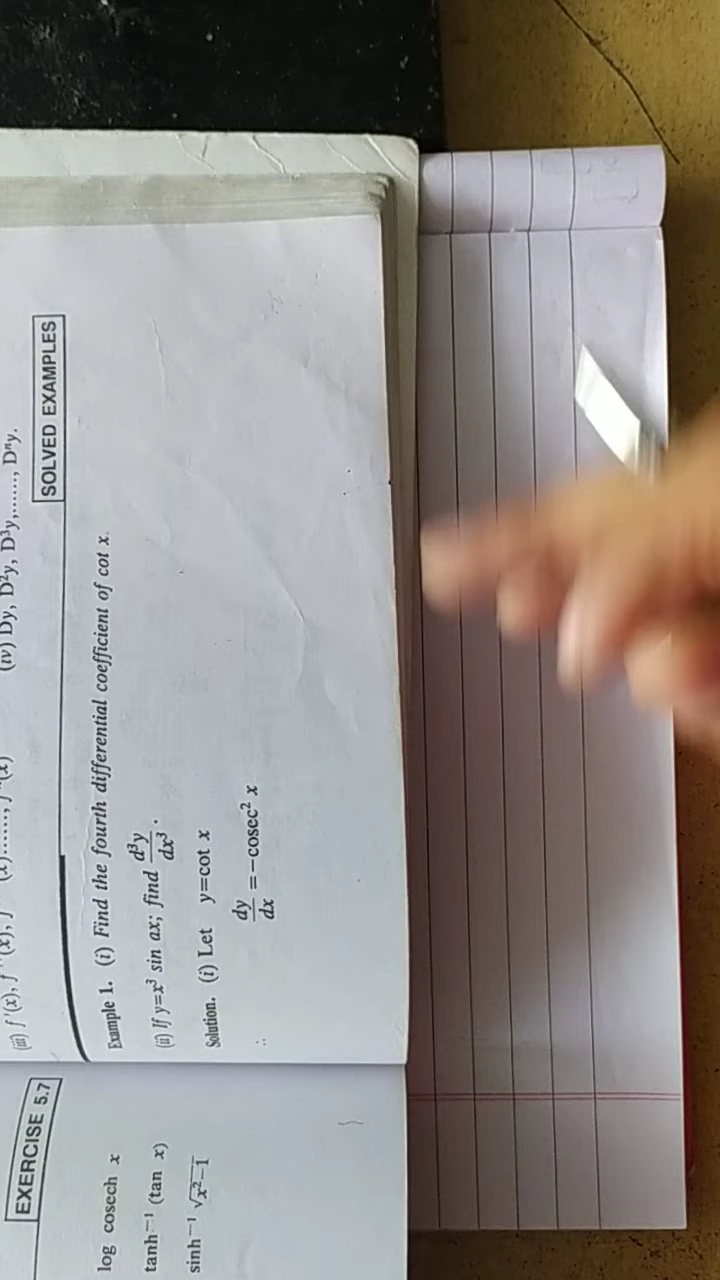 (iii) f'(x), f''(x), f (x)......, fⁿ(x)
(iv) Dy, D²y, D³y,......, Dⁿy.
SOLVED EXAMPLES
Example 1. (i) Find the fourth differential coefficient of cot x.
(ii) If y=x³ sin ax; find d³y/dx³.
Solution. (i) Let y=cot x
∴ dy/dx = −cosec² x
EXERCISE 5.7
log cosech x
tanh⁻¹ (tan x)
sinh⁻¹ √x²−1